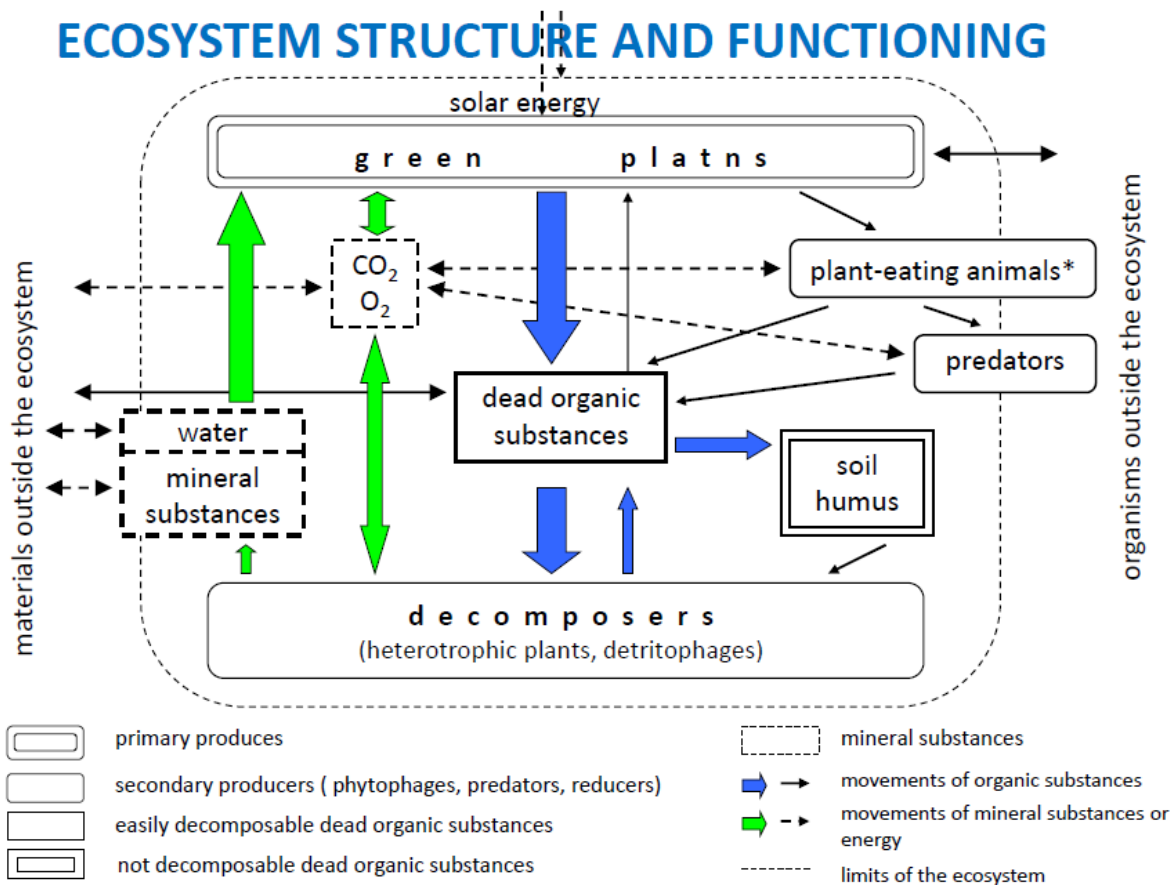 ECOSYSTEM STRUCTURE AND FUNCTIONING
solar energy
green platns
CO2
O2
plant-eating animals*
predators
dead organic
substances
water
mineral
substances
soil
humus
decomposers
(heterotrophic plants, detritophages)
materials outside the ecosystem
organisms outside the ecosystem
primary produces
secondary producers ( phytophages, predators, reducers)
easily decomposable dead organic substances
not decomposable dead organic substances
mineral substances
movements of organic substances
movements of mineral substances or
energy
limits of the ecosystem